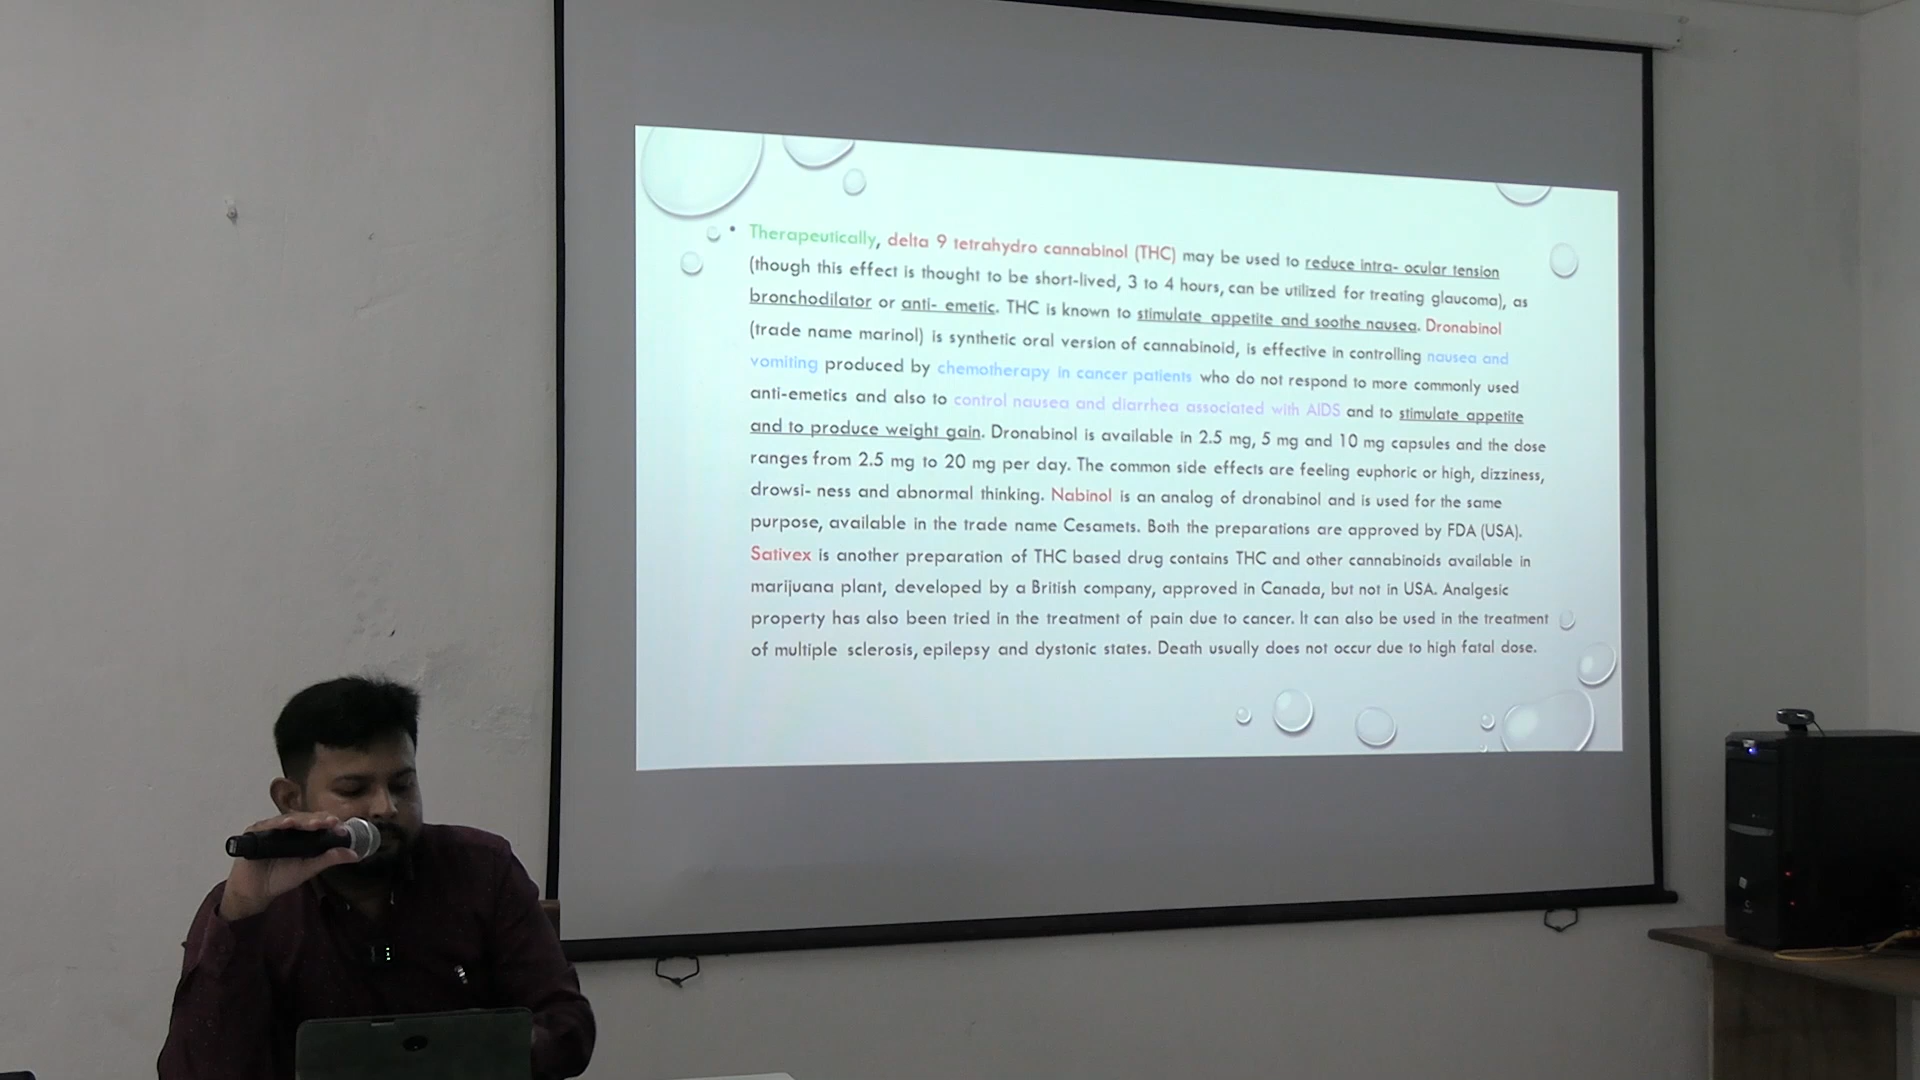 • Therapeutically, delta 9 tetrahydro cannabinol (THC) may be used to reduce intra- ocular tension
(though this effect is thought to be short-lived, 3 to 4 hours, can be utilized for treating glaucoma), as
bronchodilator or anti- emetic. THC is known to stimulate appetite and soothe nausea. Dronabinol
(trade name marinol) is synthetic oral version of cannabinoid, is effective in controlling nausea and
vomiting produced by chemotherapy in cancer patients who do not respond to more commonly used
anti-emetics and also to control nausea and diarrhea associated with AIDS and to stimulate appetite
and to produce weight gain. Dronabinol is available in 2.5 mg, 5 mg and 10 mg capsules and the dose
ranges from 2.5 mg to 20 mg per day. The common side effects are feeling euphoric or high, dizziness,
drowsi- ness and abnormal thinking. Nabinol is an analog of dronabinol and is used for the same
purpose, available in the trade name Cesamets. Both the preparations are approved by FDA (USA).
Sativex is another preparation of THC based drug contains THC and other cannabinoids available in
marijuana plant, developed by a British company, approved in Canada, but not in USA. Analgesic
property has also been tried in the treatment of pain due to cancer. It can also be used in the treatment
of multiple sclerosis, epilepsy and dystonic states. Death usually does not occur due to high fatal dose.